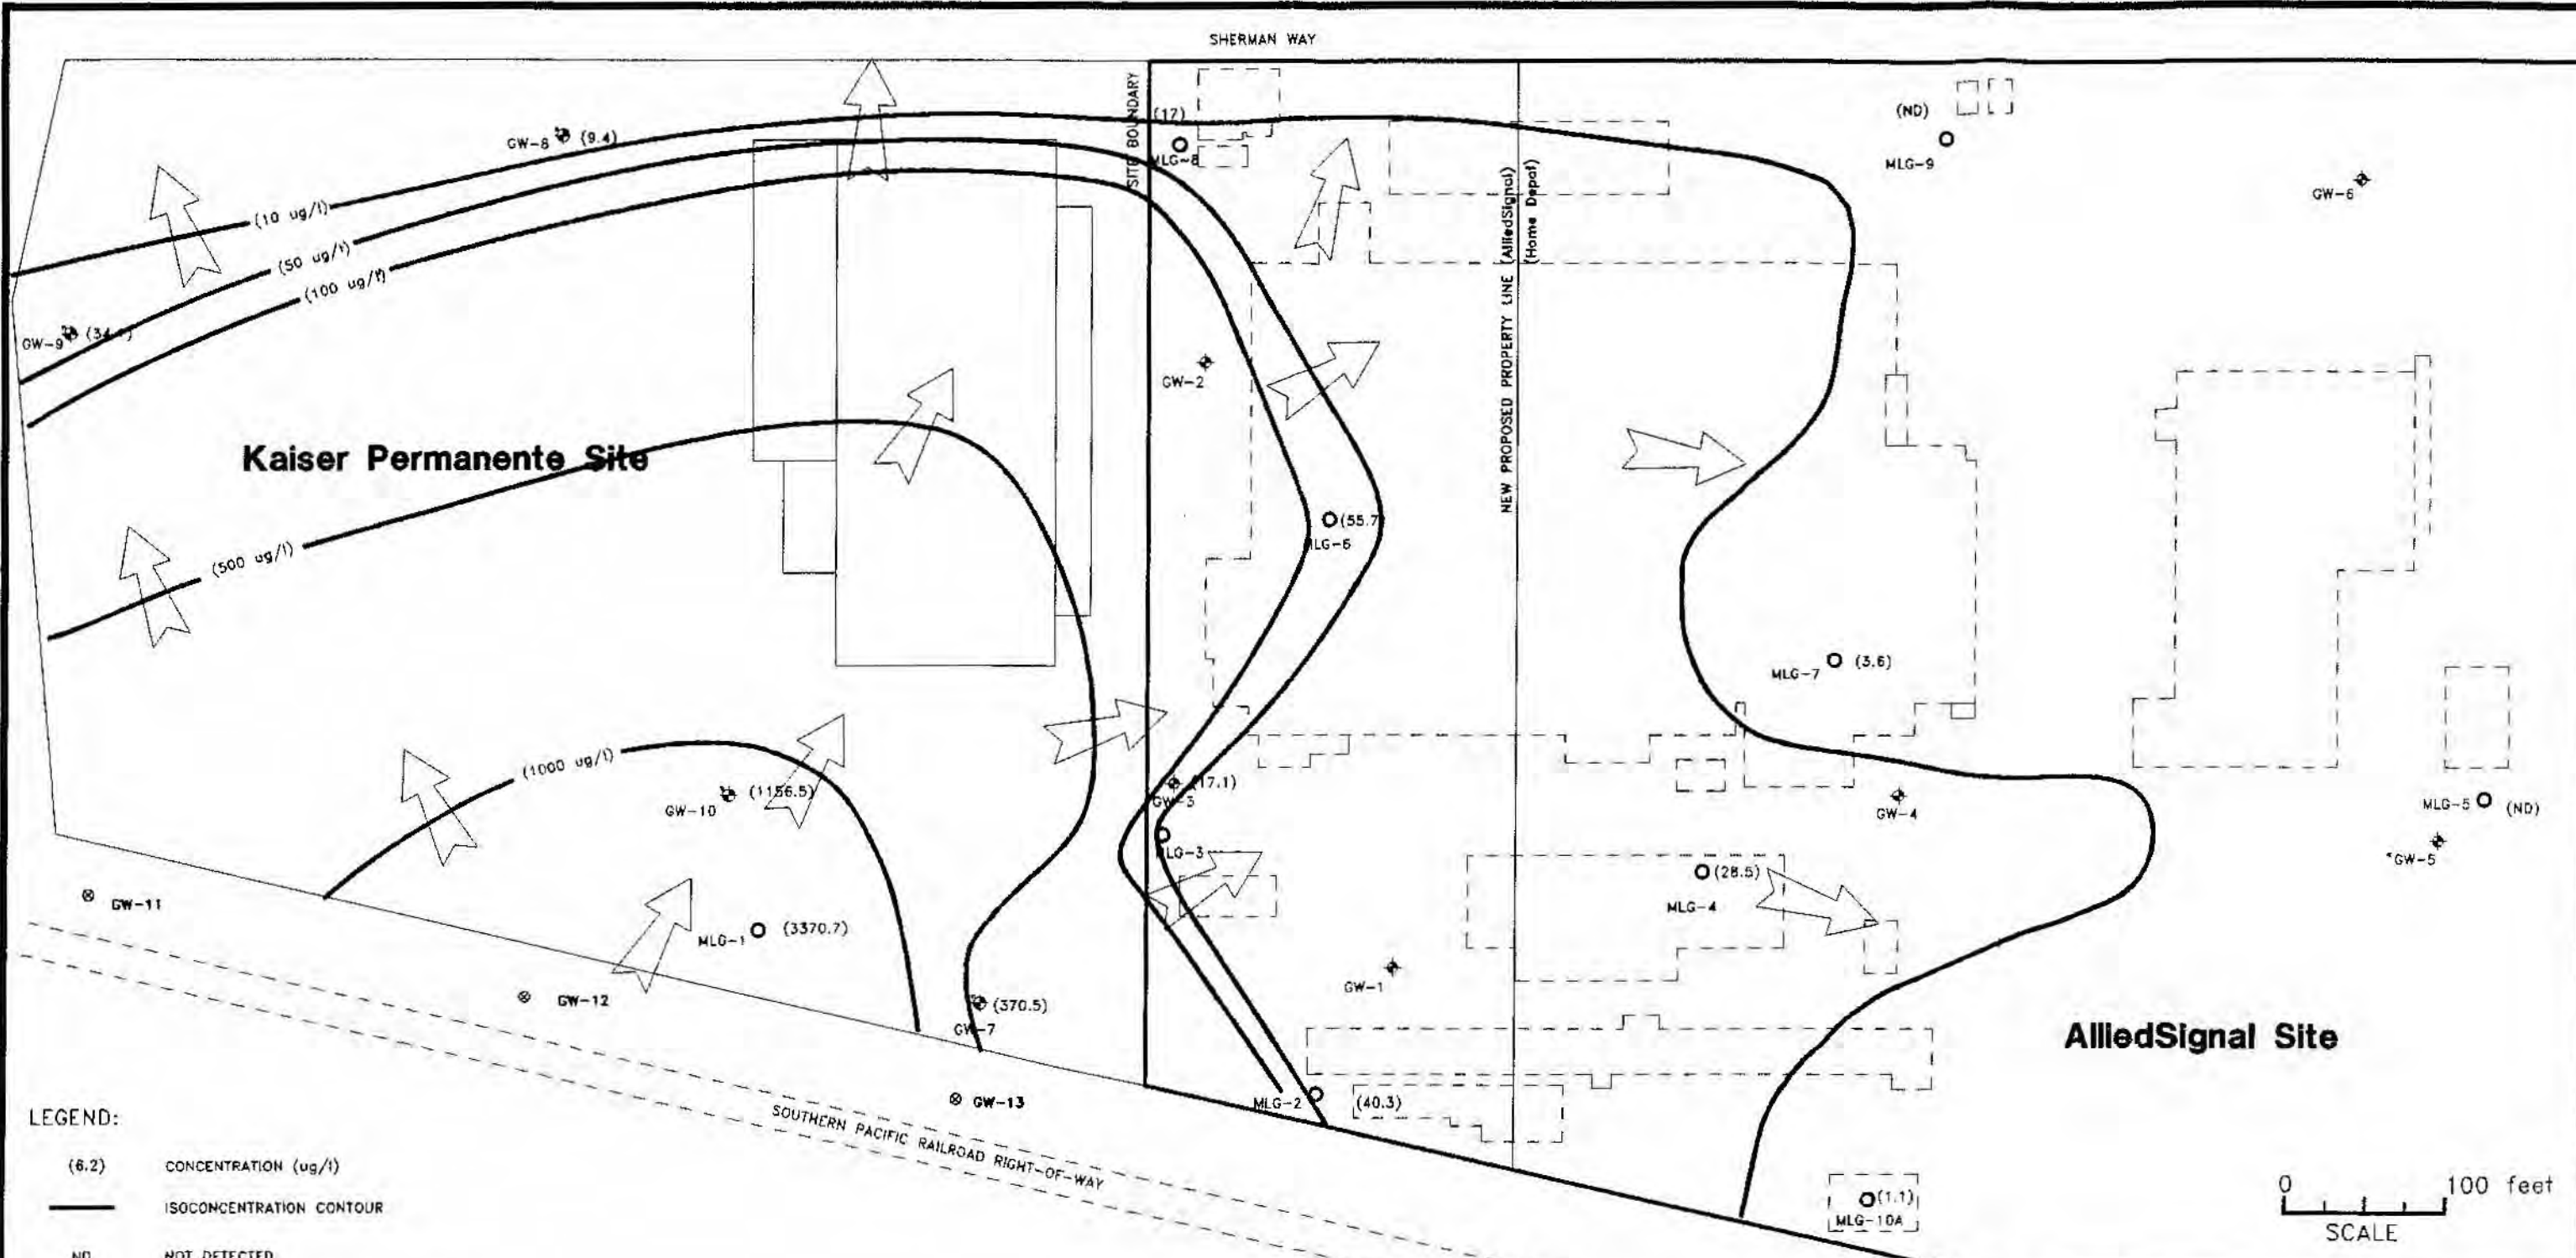 SHERMAN WAY
SITE BOUNDARY
(17)
MLG-8
(ND)
MLG-9
GW-6
GW-8 (9.4)
(10 ug/l)
(50 ug/l)
(100 ug/l)
GW-9
NEW PROPOSED PROPERTY LINE (AlliedSignal)
(Home Depot)
GW-2
Kaiser Permanente Site
(500 ug/l)
(55.7)
MLG-6
MLG-7 (3.6)
(1000 ug/l)
GW-10 (1156.5)
(17.1)
GW-3
MLG-3
GW-4
MLG-5 (ND)
GW-5
(28.5)
MLG-4
GW-11
MLG-1 (3370.7)
GW-12
GW-1
(370.5)
GW-7
AlliedSignal Site
GW-13
MLG-2 (40.3)
SOUTHERN PACIFIC RAILROAD RIGHT-OF-WAY
(1.1)
MLG-10A
0 100 feet
SCALE
LEGEND:
(6.2) CONCENTRATION (ug/l)
ISOCONCENTRATION CONTOUR
ND NOT DETECTED